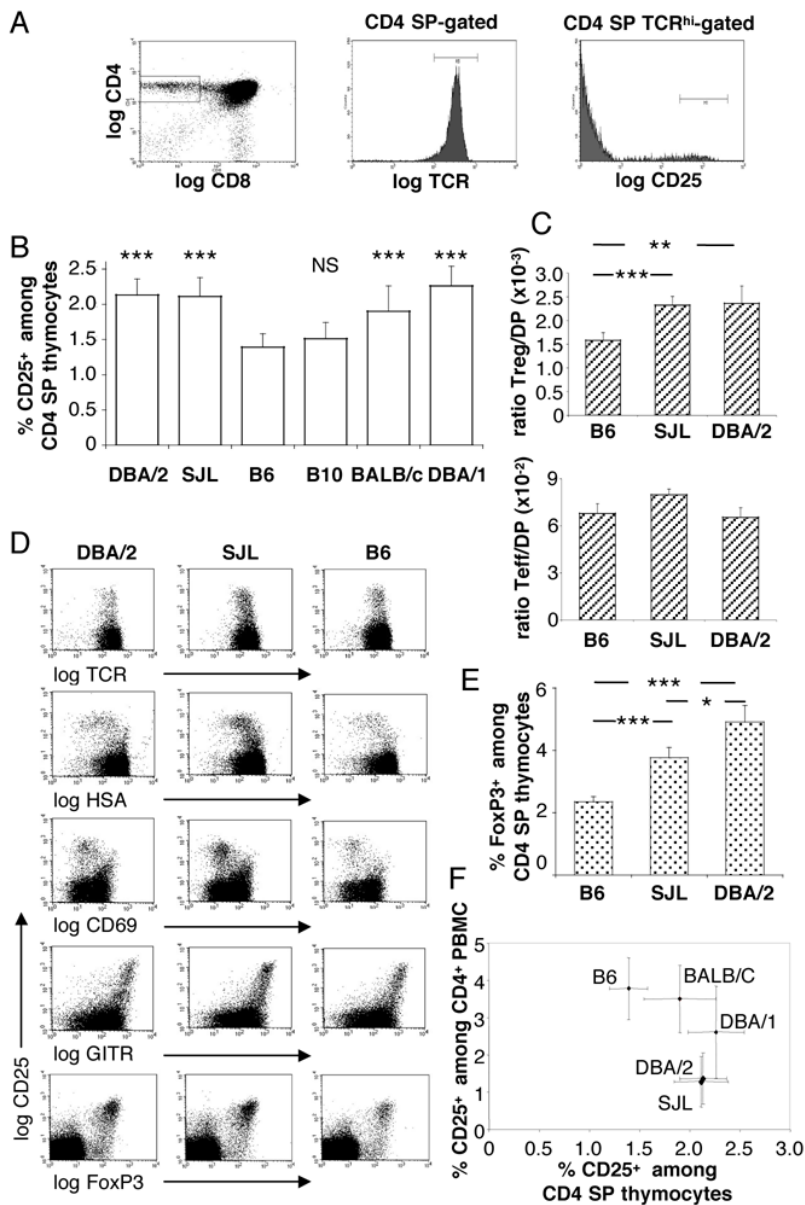 A
CD4 SP-gated
CD4 SP TCRhi-gated
log CD4
log CD8
log TCR
log CD25
B
*** *** NS *** ***
% CD25+ among
CD4 SP thymocytes
2.5
2.0
1.5
1.0
0.5
0
DBA/2 SJL B6 B10 BALB/c DBA/1
C
**
***
ratio Treg/DP (x10-3)
3.0
2.5
2.0
1.5
1.0
0.5
0
B6 SJL DBA/2
ratio Teff/DP (x10-2)
9
6
3
0
B6 SJL DBA/2
D
DBA/2 SJL B6
log TCR
log HSA
log CD69
log GITR
log FoxP3
log CD25
E
***
*** *
% FoxP3+ among
CD4 SP thymocytes
6
4
2
0
B6 SJL DBA/2
F
% CD25+ among CD4+ PBMC
5
4
3
2
1
0
B6
BALB/C
DBA/1
DBA/2
SJL
0 0.5 1.0 1.5 2.0 2.5 3.0
% CD25+ among
CD4 SP thymocytes